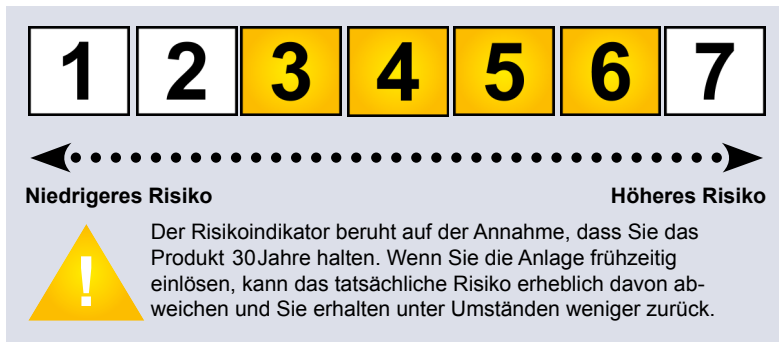 1 2 3 4 5 6 7
Niedrigeres Risiko Höheres Risiko
!
Der Risikoindikator beruht auf der Annahme, dass Sie das
Produkt 30Jahre halten. Wenn Sie die Anlage frühzeitig
einlösen, kann das tatsächliche Risiko erheblich davon ab-
weichen und Sie erhalten unter Umständen weniger zurück.